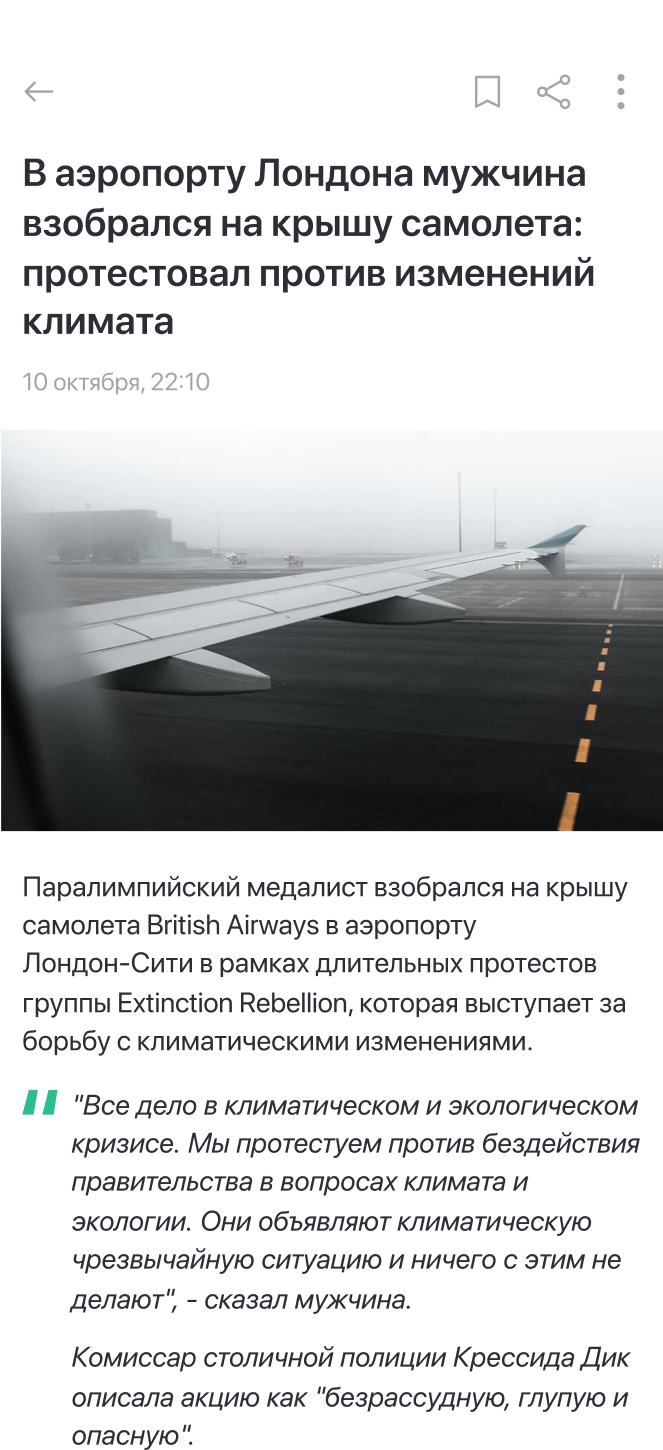 В аэропорту Лондона мужчина
взобрался на крышу самолета:
протестовал против изменений
климата
10 октября, 22:10
Паралимпийский медалист взобрался на крышу
самолета British Airways в аэропорту
Лондон-Сити в рамках длительных протестов
группы Extinction Rebellion, которая выступает за
борьбу с климатическими изменениями.
"Все дело в климатическом и экологическом
кризисе. Мы протестуем против бездействия
правительства в вопросах климата и
экологии. Они объявляют климатическую
чрезвычайную ситуацию и ничего с этим не
делают", - сказал мужчина.
Комиссар столичной полиции Крессида Дик
описала акцию как "безрассудную, глупую и
опасную".